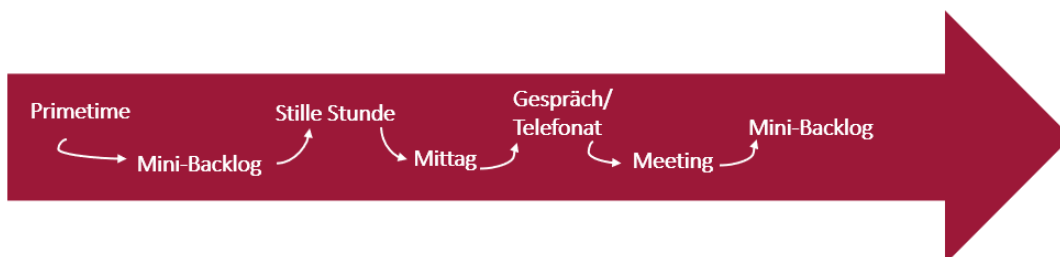 Primetime
Mini-Backlog
Stille Stunde
Mittag
Gespräch/
Telefonat
Meeting
Mini-Backlog